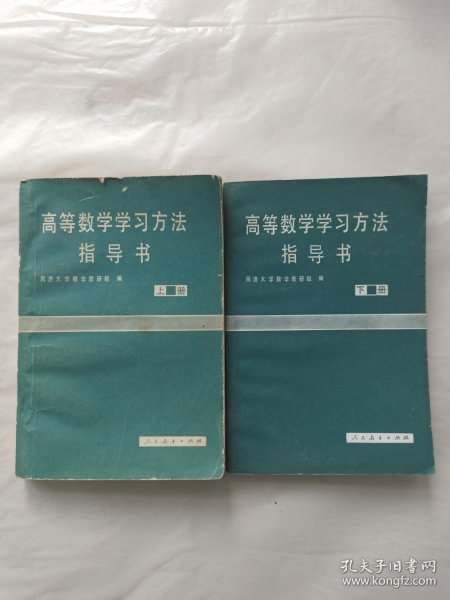 高等数学学习方法
指导书
同济大学数学教研组 编
上 册
人民教育出版社
高等数学学习方法
指导书
同济大学数学教研组 编
下 册
人民教育出版社
孔夫子旧书网
www.kongfz.com